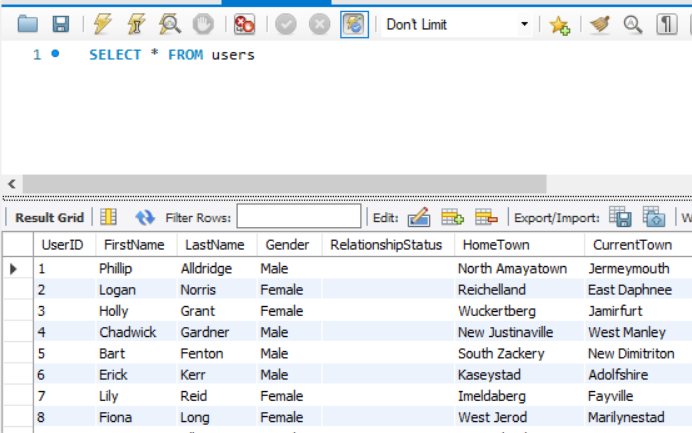 Don't Limit
1 SELECT * FROM users
Result Grid Filter Rows: Edit: Export/Import: W
UserID FirstName LastName Gender RelationshipStatus HomeTown CurrentTown
1 Phillip Alldridge Male North Amayatown Jermeymouth
2 Logan Norris Female Reichelland East Daphnee
3 Holly Grant Female Wuckertberg Jamirfurt
4 Chadwick Gardner Male New Justinaville West Manley
5 Bart Fenton Male South Zackery New Dimitriton
6 Erick Kerr Male Kaseystad Adolfshire
7 Lily Reid Female Imeldaberg Fayville
8 Fiona Long Female West Jerod Marilynestad